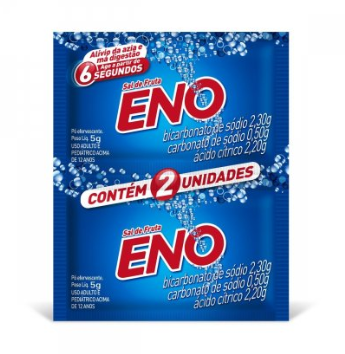 Alívio da azia e
má digestão
6 Age a partir de
SEGUNDOS
Sal de Fruta
ENO
Pó efervescente
Peso Líq. 5g
USO ADULTO E
PEDIÁTRICO ACIMA
DE 12 ANOS
bicarbonato de sódio 2,30g
carbonato de sódio 0,50g
ácido cítrico 2,20g
CONTÉM 2 UNIDADES
Sal de Fruta
ENO
Pó efervescente
Peso Líq. 5g
USO ADULTO E
PEDIÁTRICO ACIMA
DE 12 ANOS
bicarbonato de sódio 2,30g
carbonato de sódio 0,50g
ácido cítrico 2,20g